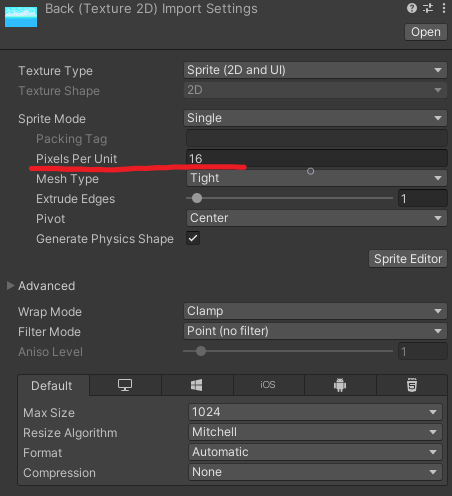 Back (Texture 2D) Import Settings
Open
Texture Type Sprite (2D and UI)
Texture Shape 2D
Sprite Mode Single
Packing Tag
Pixels Per Unit 16
Mesh Type Tight
Extrude Edges 1
Pivot Center
Generate Physics Shape
Sprite Editor
Advanced
Wrap Mode Clamp
Filter Mode Point (no filter)
Aniso Level 1
Default iOS
Max Size 1024
Resize Algorithm Mitchell
Format Automatic
Compression None